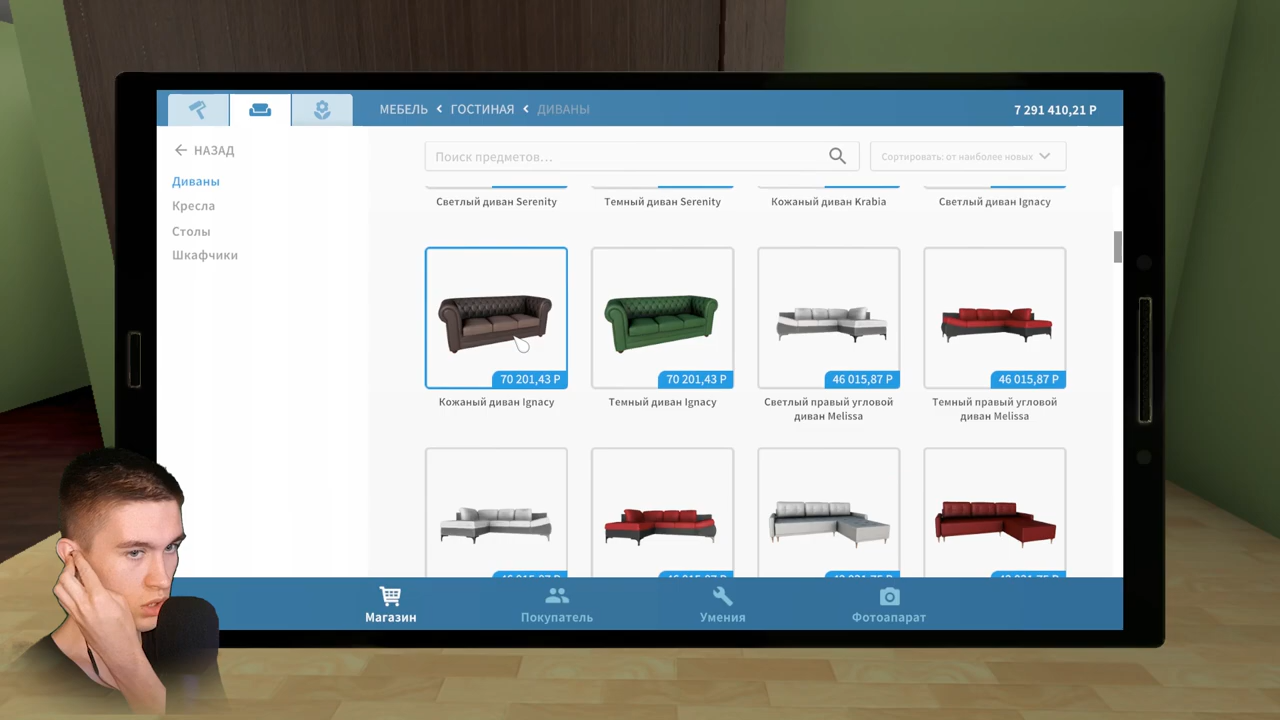 МЕБЕЛЬ < ГОСТИНАЯ < ДИВАНЫ
7 291 410,21 Р
НАЗАД
Диваны
Кресла
Столы
Шкафчики
Поиск предметов...
Сортировать: от наиболее новых
Светлый диван Serenity
Темный диван Serenity
Кожаный диван Krabia
Светлый диван Ignacy
70 201,43 Р
70 201,43 Р
46 015,87 Р
46 015,87 Р
Кожаный диван Ignacy
Темный диван Ignacy
Светлый правый угловой
диван Melissa
Темный правый угловой
диван Melissa
Магазин
Покупатель
Умения
Фотоапарат